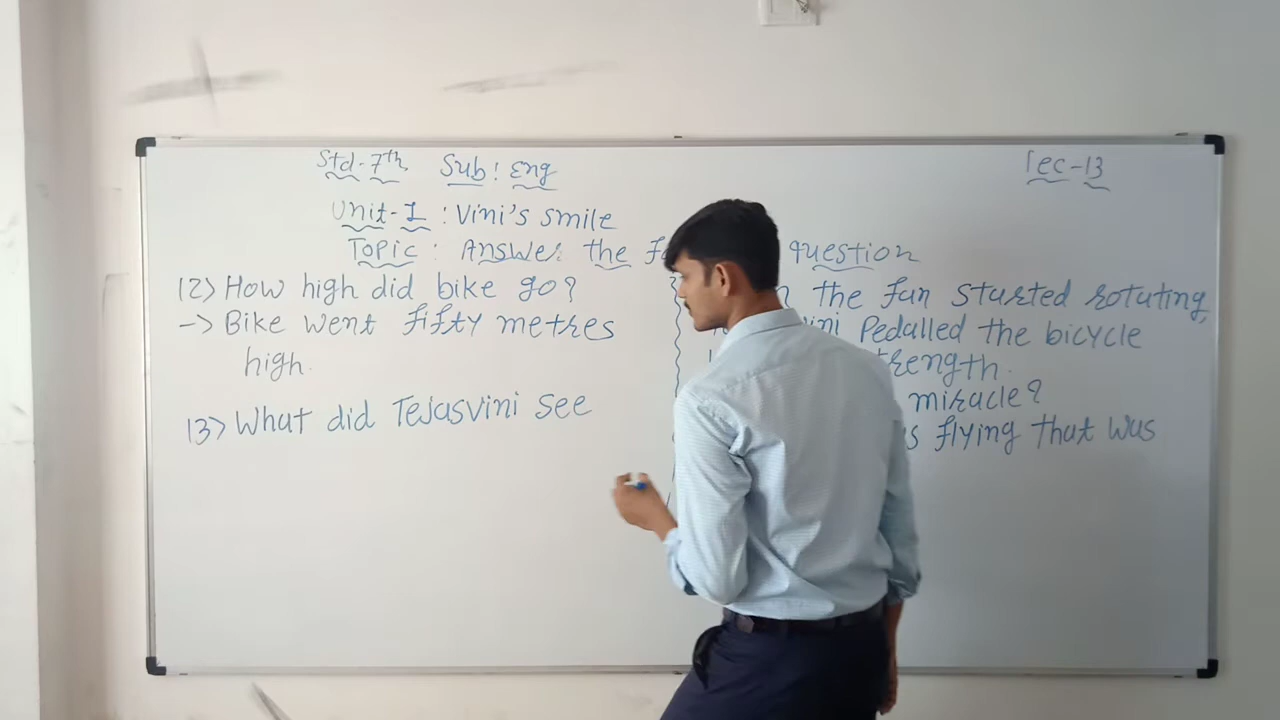 Std-7th Sub: Eng
Lec-13
Unit-1 : Vini's smile
Topic : Answer the question
12) How high did bike go?
-> Bike went fifty metres
high.
13) What did Tejasvini see
the fan started rotating,
Pedalled the bicycle
miracle?
flying that was